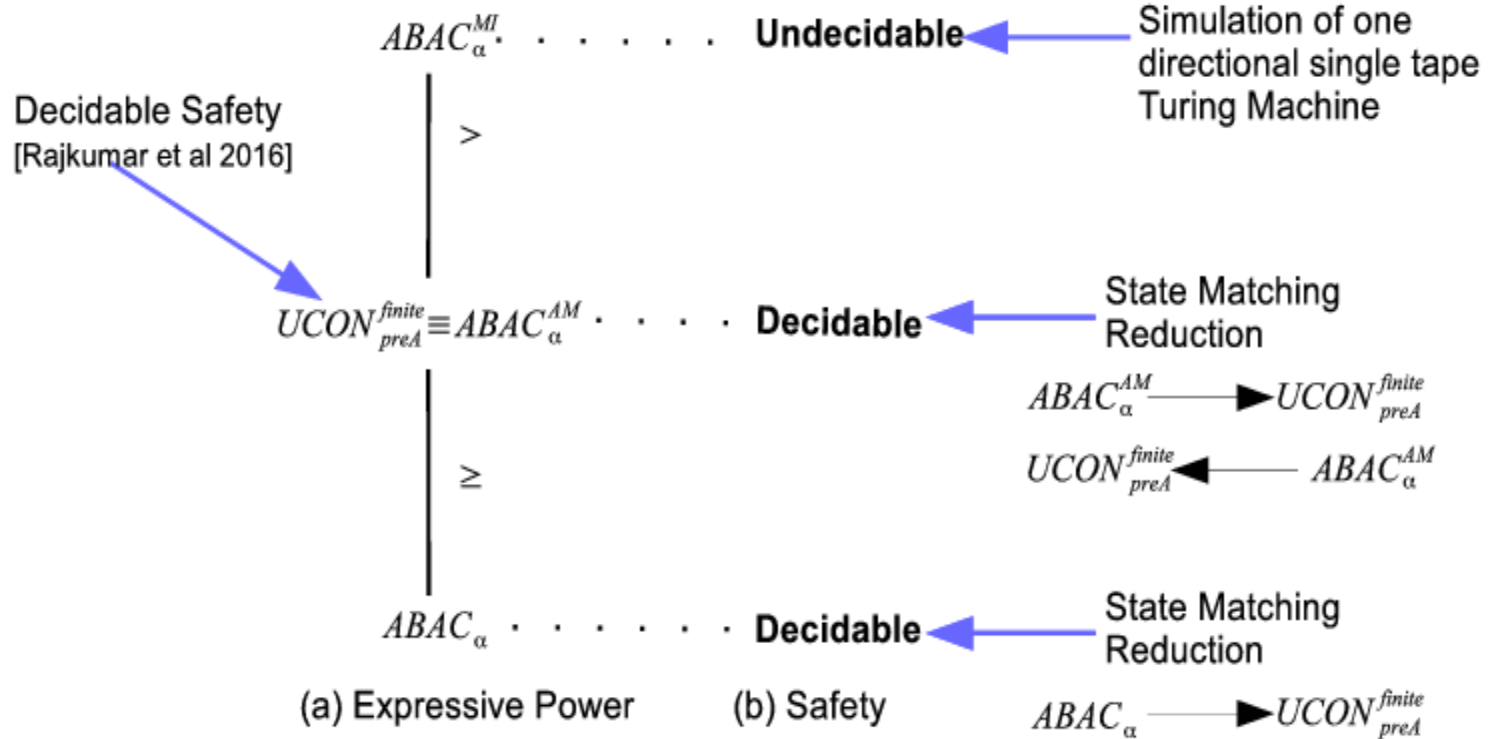 ABAC_α^MI · · · · · · Undecidable
Simulation of one
directional single tape
Turing Machine
Decidable Safety
[Rajkumar et al 2016]
>
UCON_preA^finite ≡ ABAC_α^AM · · · · Decidable
State Matching
Reduction
ABAC_α^AM → UCON_preA^finite
UCON_preA^finite ← ABAC_α^AM
≥
ABAC_α · · · · · · Decidable
State Matching
Reduction
(a) Expressive Power (b) Safety
ABAC_α → UCON_preA^finite